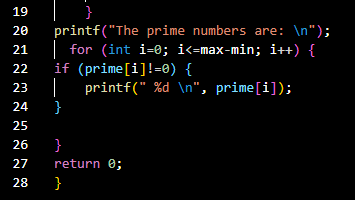 19 }
20 printf("The prime numbers are: \n");
21 for (int i=0; i<=max-min; i++) {
22 if (prime[i]!=0) {
23 printf(" %d \n", prime[i]);
24 }
25
26 }
27 return 0;
28 }